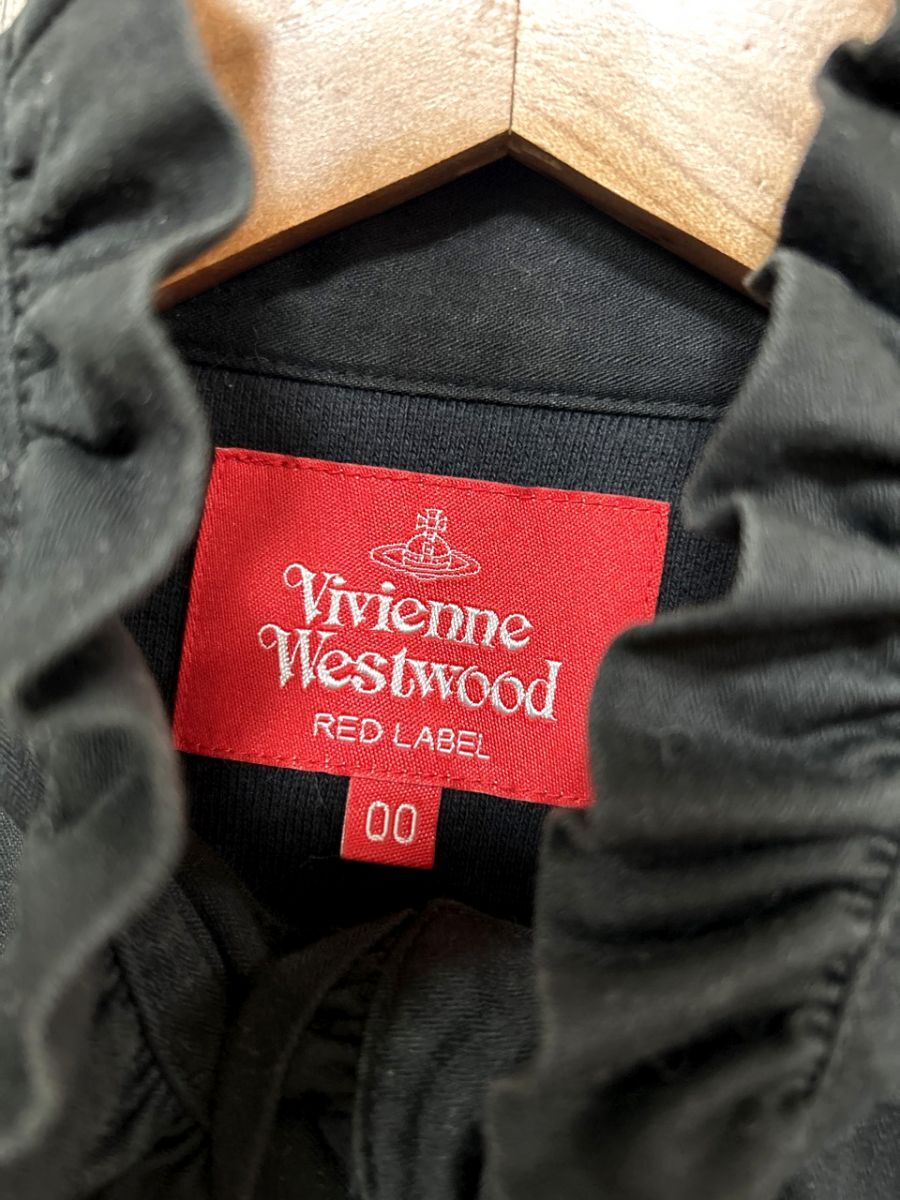 Vivienne
Westwood
RED LABEL
00